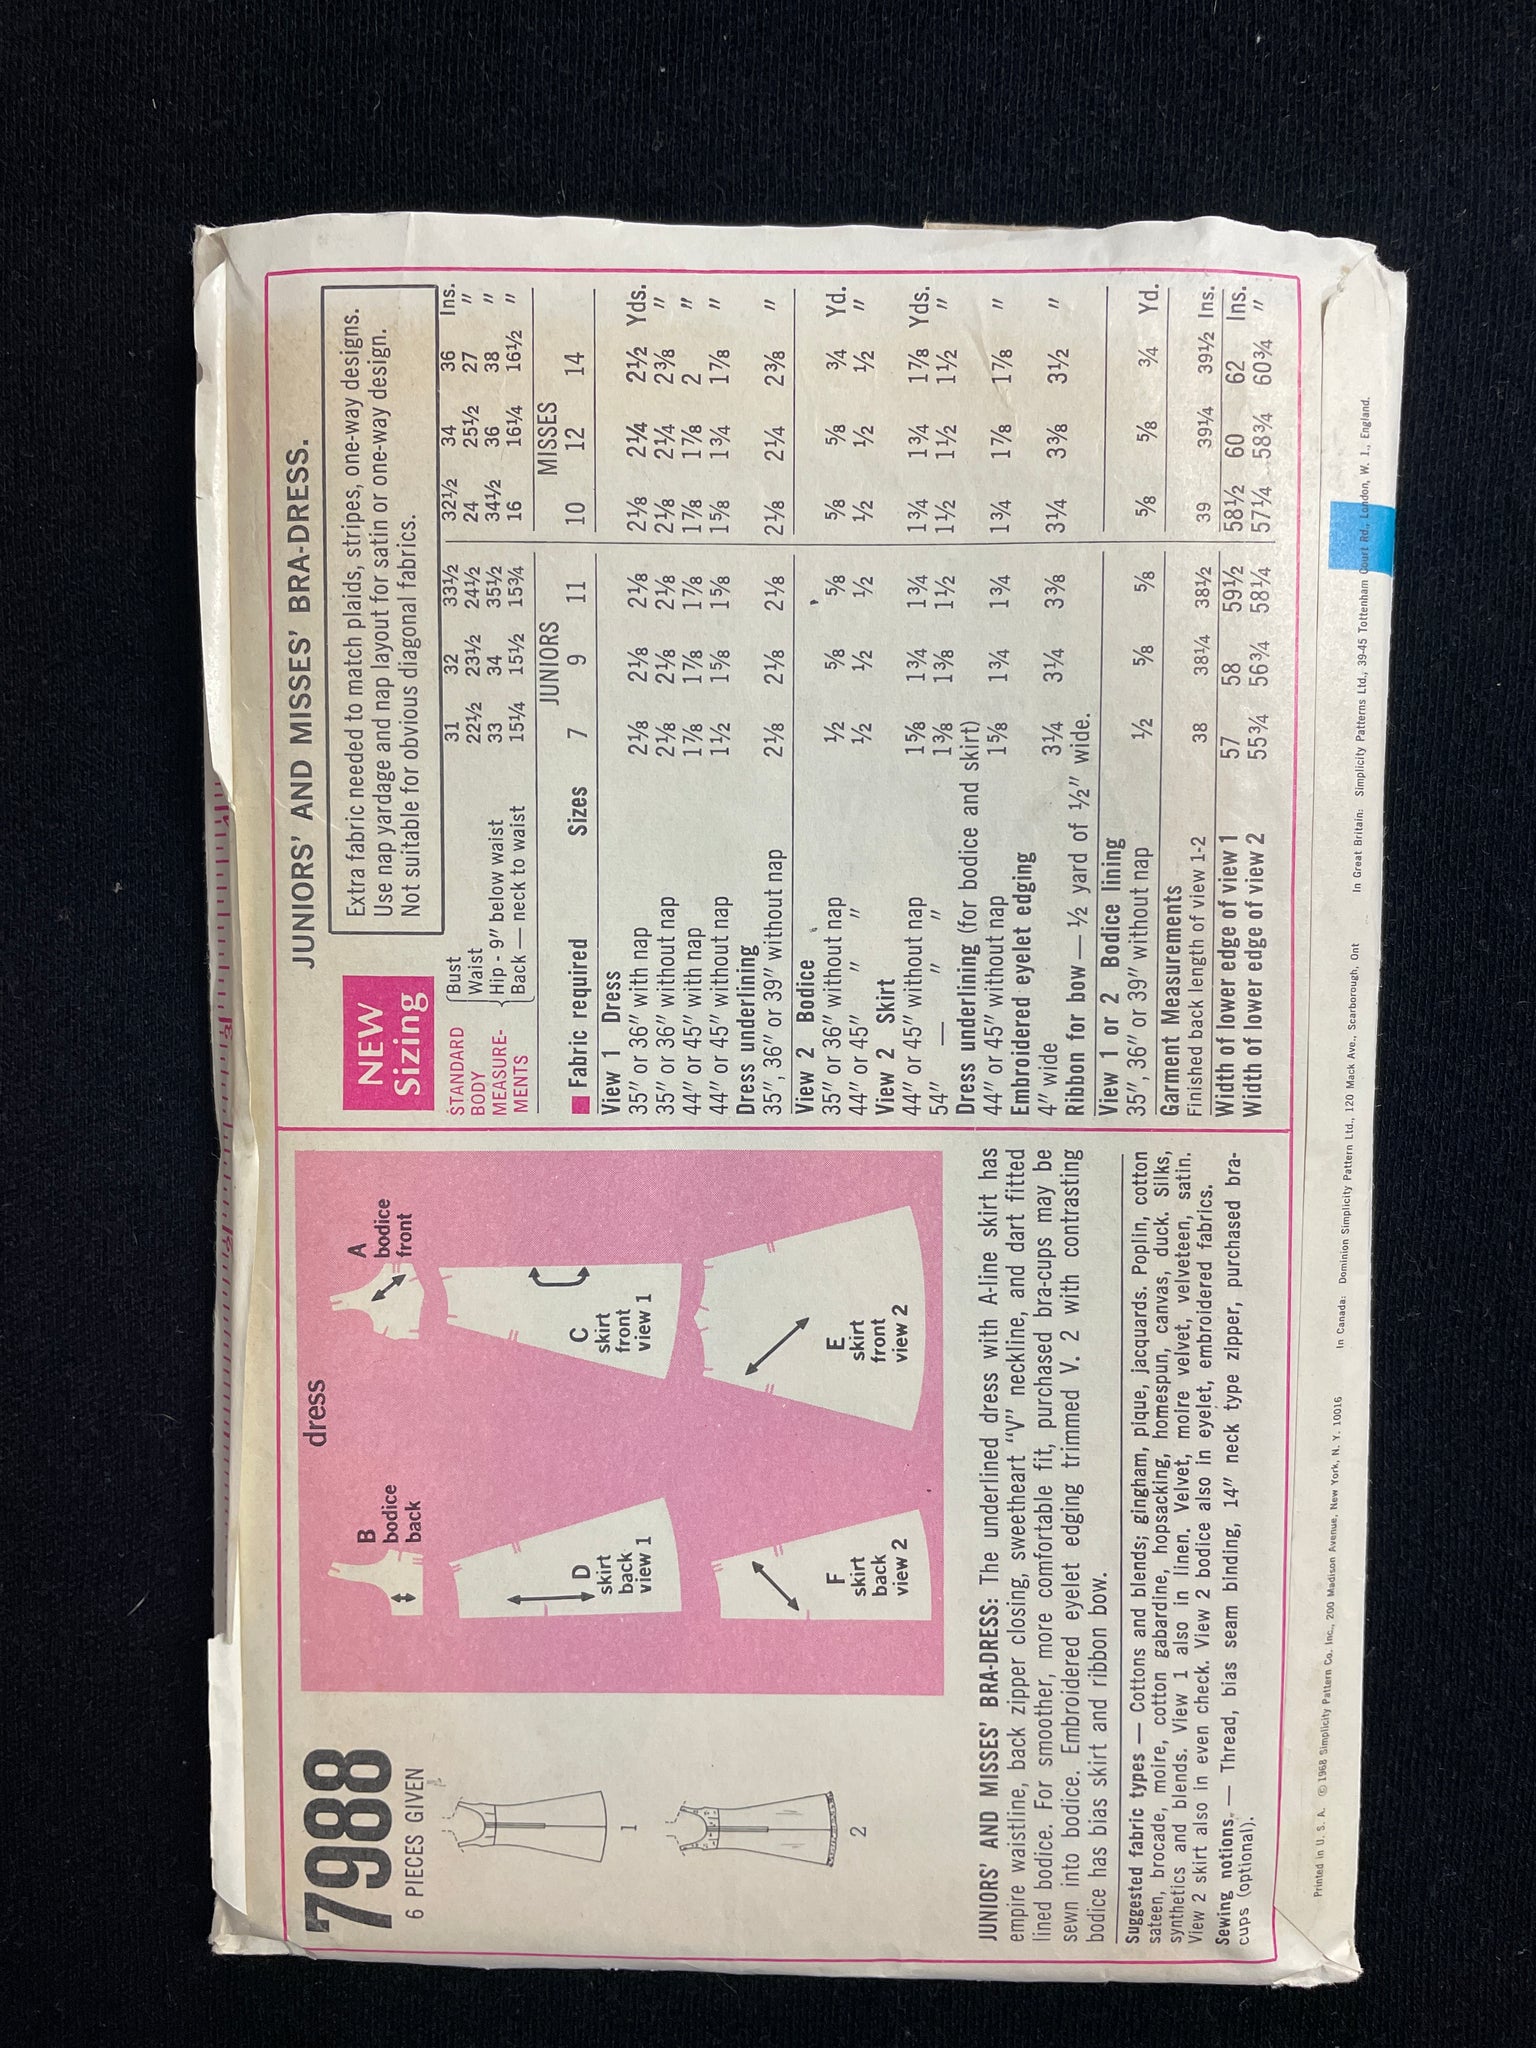 7988
6 PIECES GIVEN
1
2
dress
B
bodice
back
A
bodice
front
D
skirt
back
view 1
C
skirt
front
view 1
F
skirt
back
view 2
E
skirt
front
view 2
JUNIORS' AND MISSES' BRA-DRESS: The underlined dress with A-line skirt has
empire waistline, back zipper closing, sweetheart "V" neckline, and dart fitted
lined bodice. For smoother, more comfortable fit, purchased bra-cups may be
sewn into bodice. Embroidered eyelet edging trimmed V. 2 with contrasting
bodice has bias skirt and ribbon bow.
Suggested fabric types — Cottons and blends; gingham, pique, jacquards. Poplin, cotton
sateen, brocade, moire, cotton gabardine, hopsacking, homespun, canvas, duck. Silks,
synthetics and blends. View 1 also in linen. Velvet, moire velvet, velveteen, satin.
View 2 skirt also in even check. View 2 bodice also in eyelet, embroidered fabrics.
Sewing notions. — Thread, bias seam binding, 14" neck type zipper, purchased bra-
cups (optional).
JUNIORS' AND MISSES' BRA-DRESS.
NEW
Sizing
Extra fabric needed to match plaids, stripes, one-way designs.
Use nap yardage and nap layout for satin or one-way design.
Not suitable for obvious diagonal fabrics.
STANDARD
BODY
MEASURE-
MENTS
Bust 31 32 33½ 32½ 34 36 Ins.
Waist 22½ 23½ 24½ 24 25½ 27 "
Hip - 9" below waist 33 34 35½ 34½ 36 38 "
Back — neck to waist 15¼ 15½ 15¾ 16 16¼ 16½ "
JUNIORS MISSES
Fabric required Sizes 7 9 11 10 12 14
View 1 Dress
35" or 36" with nap 2⅛ 2⅛ 2⅛ 2⅛ 2¼ 2½ Yds.
35" or 36" without nap 2⅛ 2⅛ 2⅛ 2⅛ 2¼ 2⅜ "
44" or 45" with nap 1⅞ 1⅞ 1⅞ 1⅞ 1⅞ 2 "
44" or 45" without nap 1½ 1⅝ 1⅝ 1⅝ 1¾ 1⅞ "
Dress underlining
35", 36" or 39" without nap 2⅛ 2⅛ 2⅛ 2⅛ 2¼ 2⅜ "
View 2 Bodice
35" or 36" without nap ½ ⅝ ⅝ ⅝ ⅝ ¾ Yd.
44" or 45" " ½ ½ ½ ½ ½ ½ "
View 2 Skirt
44" or 45" without nap 1⅝ 1¾ 1¾ 1¾ 1¾ 1⅞ Yds.
54" — " 1⅜ 1⅜ 1½ 1½ 1½ 1½ "
Dress underlining (for bodice and skirt)
44" or 45" without nap 1⅝ 1¾ 1¾ 1¾ 1⅞ 1⅞ "
Embroidered eyelet edging
4" wide 3¼ 3¼ 3⅜ 3¼ 3⅜ 3½ "
Ribbon for bow — ½ yard of ½" wide.
View 1 or 2 Bodice lining
35", 36" or 39" without nap ½ ⅝ ⅝ ⅝ ⅝ ¾ Yd.
Garment Measurements
Finished back length of view 1-2 38 38¼ 38½ 39 39¼ 39½ Ins.
Width of lower edge of view 1 57 58 59½ 58½ 60 62 Ins.
Width of lower edge of view 2 55¾ 56¾ 58¼ 57¼ 58¾ 60¾ "
Printed in U. S. A. © 1968 Simplicity Pattern Co. Inc., 200 Madison Avenue, New York, N. Y. 10016 In Canada: Dominion Simplicity Pattern Ltd., 120 Mack Ave., Scarborough, Ont In Great Britain: Simplicity Patterns Ltd., 39-45 Tottenham Court Rd., London, W. I., England.